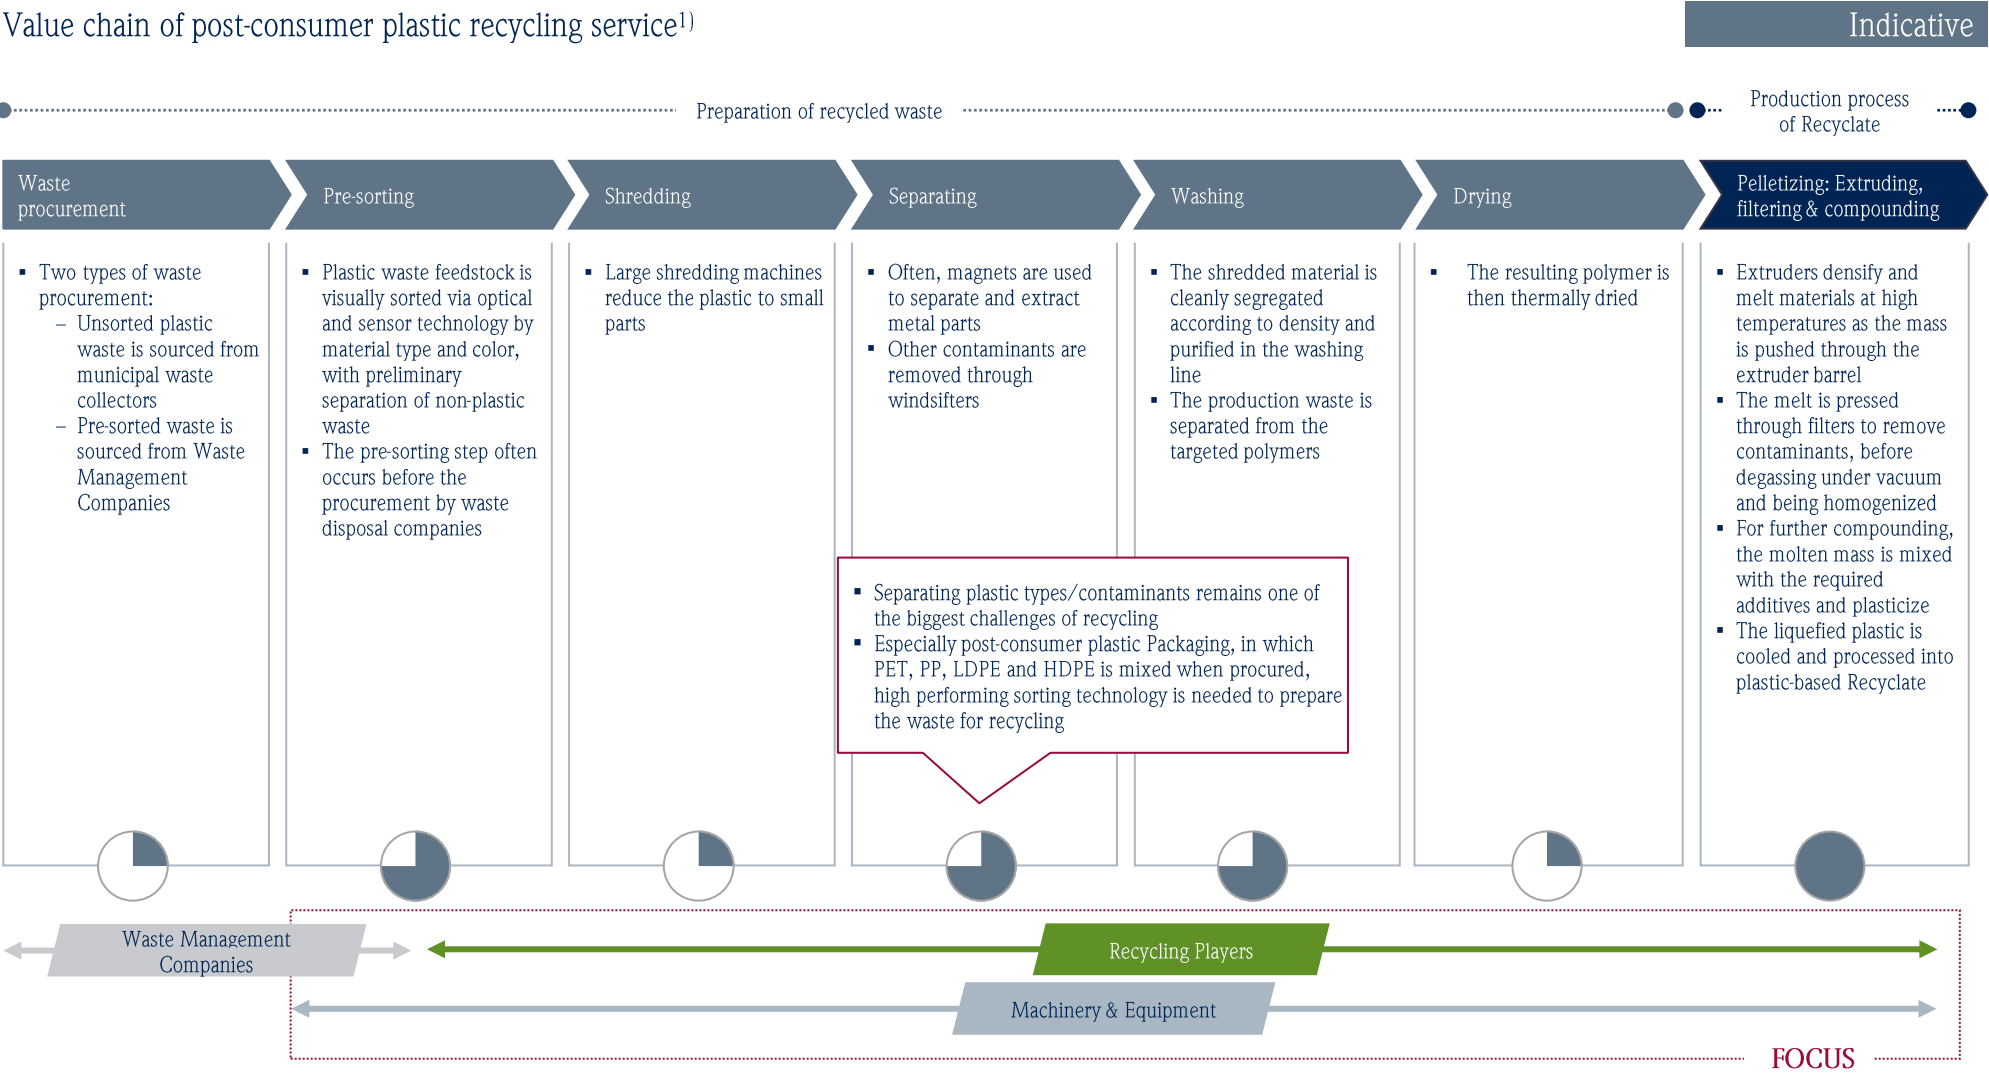 Value chain of post-consumer plastic recycling service1)
Indicative
Preparation of recycled waste
Production process
of Recyclate
Waste
procurement
Pre-sorting
Shredding
Separating
Washing
Drying
Pelletizing: Extruding,
filtering & compounding
▪ Two types of waste
procurement:
– Unsorted plastic
waste is sourced from
municipal waste
collectors
– Pre-sorted waste is
sourced from Waste
Management
Companies
▪ Plastic waste feedstock is
visually sorted via optical
and sensor technology by
material type and color,
with preliminary
separation of non-plastic
waste
▪ The pre-sorting step often
occurs before the
procurement by waste
disposal companies
▪ Large shredding machines
reduce the plastic to small
parts
▪ Often, magnets are used
to separate and extract
metal parts
▪ Other contaminants are
removed through
windsifters
▪ The shredded material is
cleanly segregated
according to density and
purified in the washing
line
▪ The production waste is
separated from the
targeted polymers
▪ The resulting polymer is
then thermally dried
▪ Extruders densify and
melt materials at high
temperatures as the mass
is pushed through the
extruder barrel
▪ The melt is pressed
through filters to remove
contaminants, before
degassing under vacuum
and being homogenized
▪ For further compounding,
the molten mass is mixed
with the required
additives and plasticize
▪ The liquefied plastic is
cooled and processed into
plastic-based Recyclate
▪ Separating plastic types/contaminants remains one of
the biggest challenges of recycling
▪ Especially post-consumer plastic Packaging, in which
PET, PP, LDPE and HDPE is mixed when procured,
high performing sorting technology is needed to prepare
the waste for recycling
Waste Management
Companies
Recycling Players
Machinery & Equipment
FOCUS